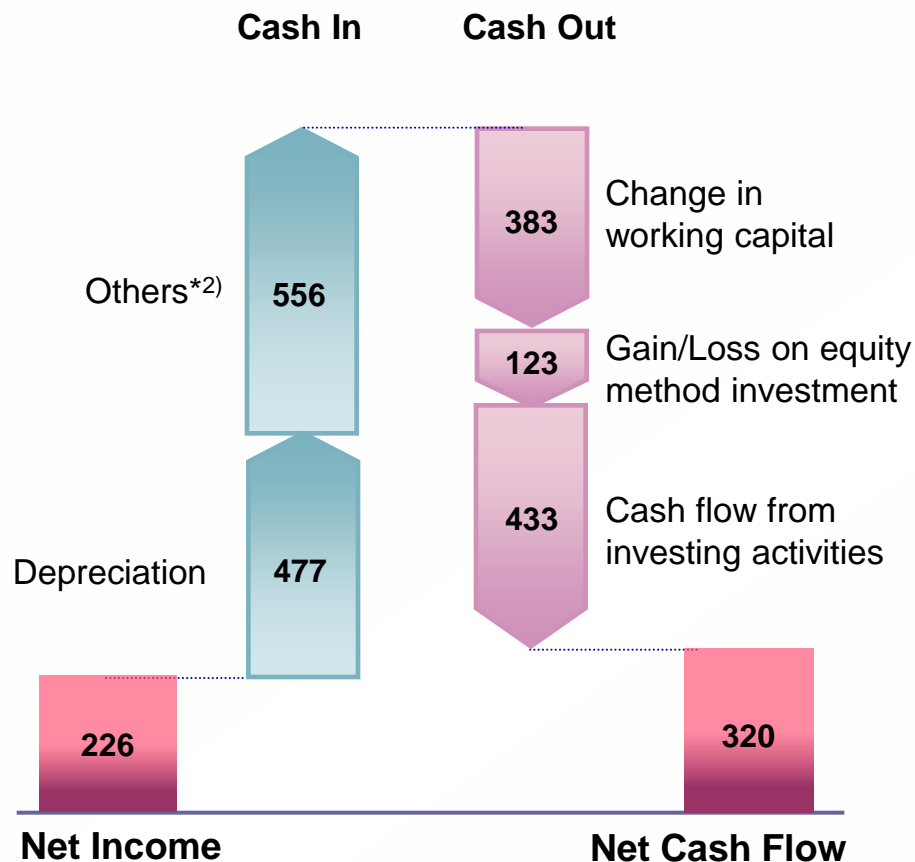 Cash In
Cash Out
Others*2)
556
383
Change in
working capital
123
Gain/Loss on equity
method investment
Depreciation
477
433
Cash flow from
investing activities
226
320
Net Income
Net Cash Flow